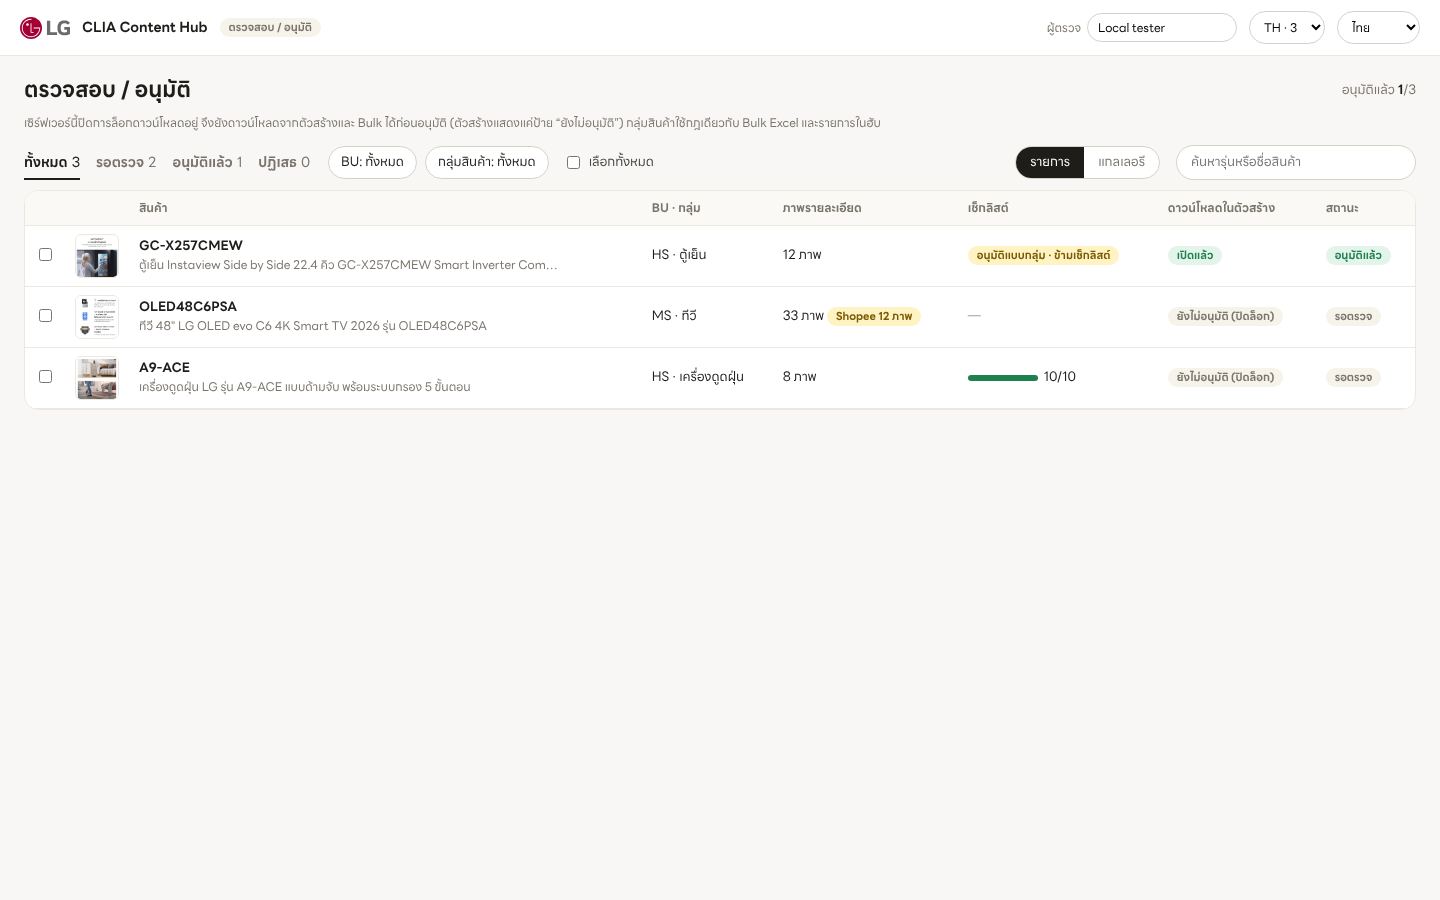 LG CLIA Content Hub ตรวจสอบ / อนุมัติ ผู้ตรวจ Local tester TH · 3 ไทย
ตรวจสอบ / อนุมัติ อนุมัติแล้ว 1/3
เซิร์ฟเวอร์นี้ปิดการล็อกดาวน์โหลดอยู่ จึงยังดาวน์โหลดจากตัวสร้างและ Bulk ได้ก่อนอนุมัติ (ตัวสร้างแสดงแค่ป้าย “ยังไม่อนุมัติ”) กลุ่มสินค้าใช้กฎเดียวกับ Bulk Excel และรายการในฮับ
ทั้งหมด 3 รอตรวจ 2 อนุมัติแล้ว 1 ปฏิเสธ 0 BU: ทั้งหมด กลุ่มสินค้า: ทั้งหมด เลือกทั้งหมด รายการ แกลเลอรี ค้นหารุ่นหรือชื่อสินค้า
สินค้า BU · กลุ่ม ภาพรายละเอียด เช็กลิสต์ ดาวน์โหลดในตัวสร้าง สถานะ
GC-X257CMEW
ตู้เย็น Instaview Side by Side 22.4 คิว GC-X257CMEW Smart Inverter Com…
HS · ตู้เย็น 12 ภาพ อนุมัติแบบกลุ่ม · ข้ามเช็กลิสต์ เปิดแล้ว อนุมัติแล้ว
OLED48C6PSA
ทีวี 48" LG OLED evo C6 4K Smart TV 2026 รุ่น OLED48C6PSA
MS · ทีวี 33 ภาพ Shopee 12 ภาพ — ยังไม่อนุมัติ (ปิดล็อก) รอตรวจ
A9-ACE
เครื่องดูดฝุ่น LG รุ่น A9-ACE แบบด้ามจับ พร้อมระบบกรอง 5 ขั้นตอน
HS · เครื่องดูดฝุ่น 8 ภาพ 10/10 ยังไม่อนุมัติ (ปิดล็อก) รอตรวจ